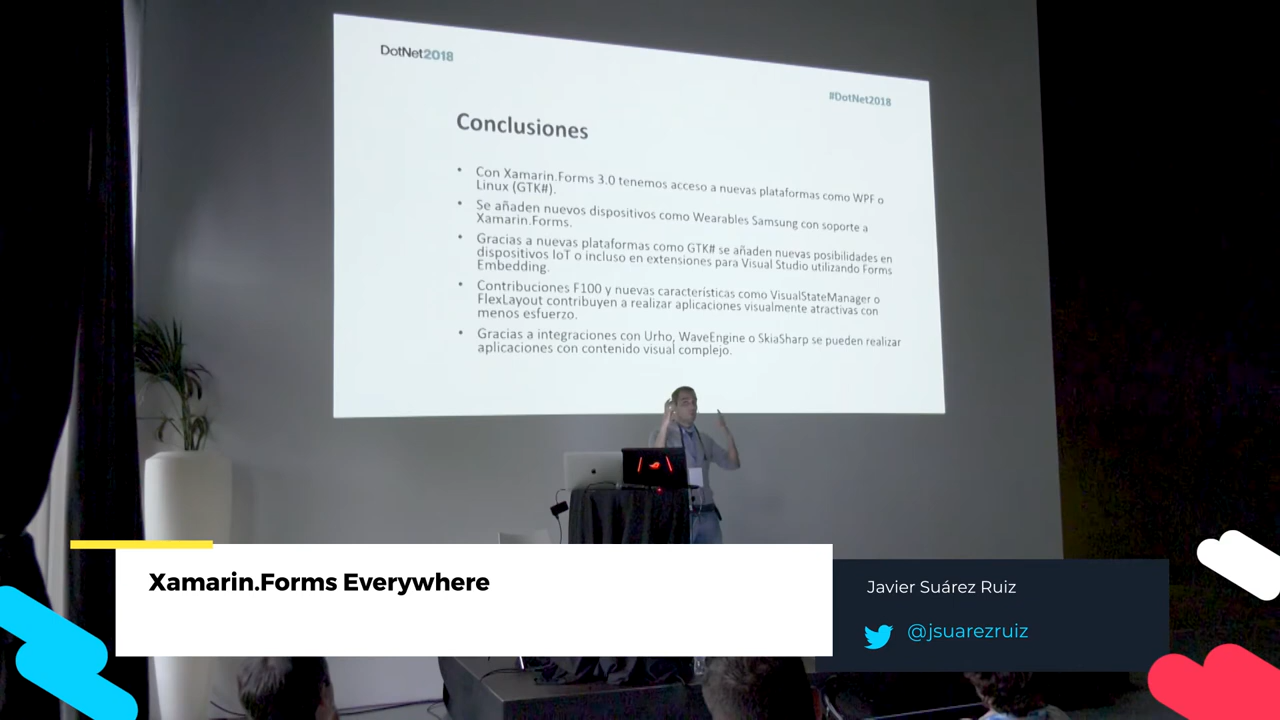 DotNet2018
#DotNet2018
Conclusiones
• Con Xamarin.Forms 3.0 tenemos acceso a nuevas plataformas como WPF o
Linux (GTK#).
• Se añaden nuevos dispositivos como Wearables Samsung con soporte a
Xamarin.Forms.
• Gracias a nuevas plataformas como GTK# se añaden nuevas posibilidades en
dispositivos IoT o incluso en extensiones para Visual Studio utilizando Forms
Embedding.
• Contribuciones F100 y nuevas características como VisualStateManager o
FlexLayout contribuyen a realizar aplicaciones visualmente atractivas con
menos esfuerzo.
• Gracias a integraciones con Urho, WaveEngine o SkiaSharp se pueden realizar
aplicaciones con contenido visual complejo.
Xamarin.Forms Everywhere
Javier Suárez Ruiz
@jsuarezruiz